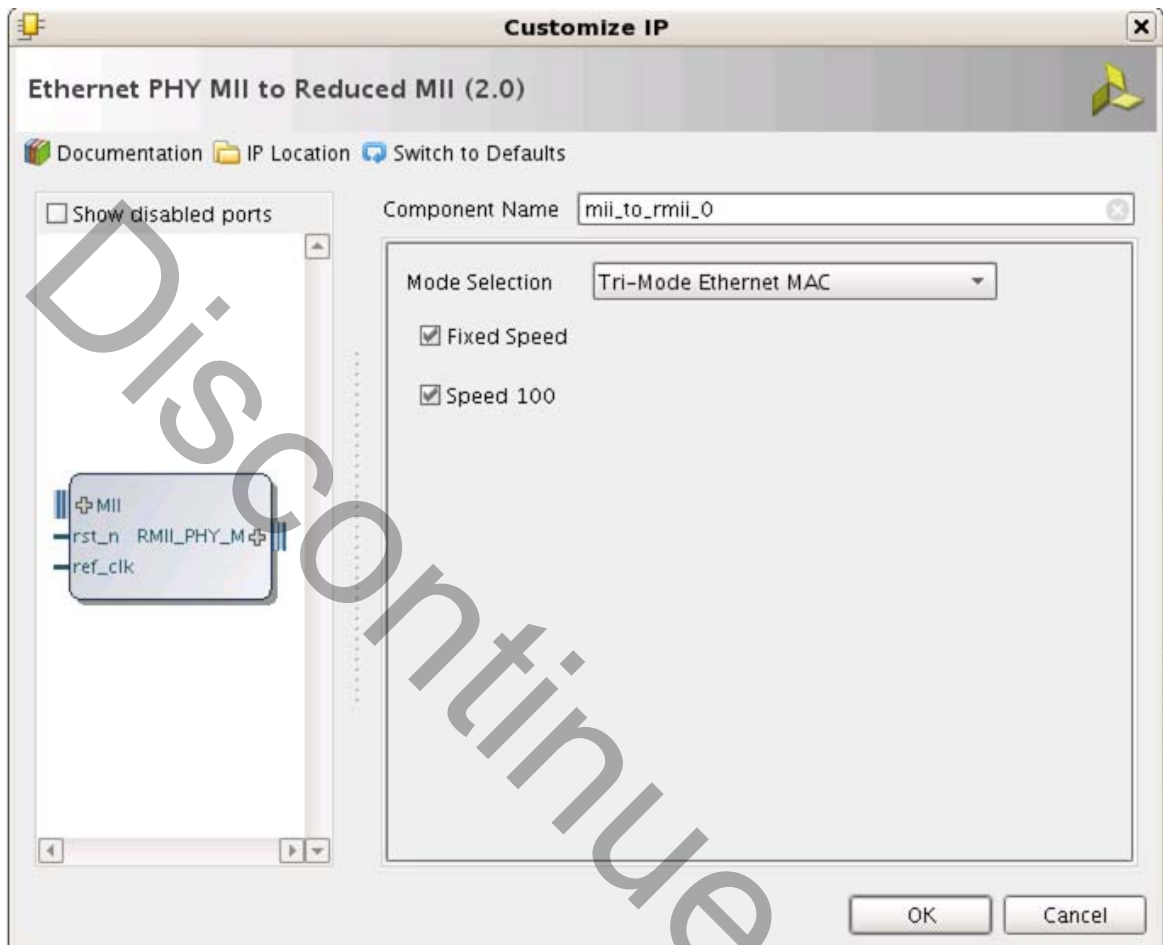 Customize IP
Ethernet PHY MII to Reduced MII (2.0)
Documentation IP Location Switch to Defaults
Show disabled ports
Component Name mii_to_rmii_0
Mode Selection Tri-Mode Ethernet MAC
Fixed Speed
Speed 100
MII
rst_n RMII_PHY_M
ref_clk
OK Cancel
Discontinue